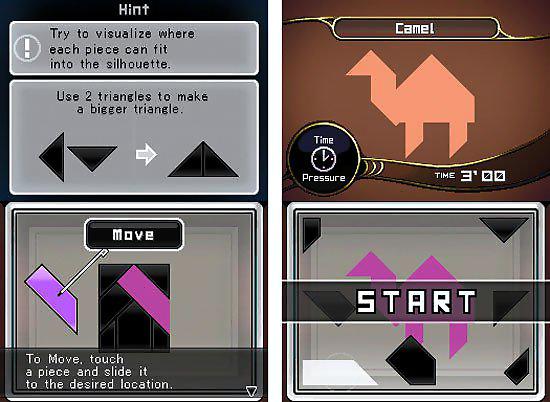 Hint
Try to visualize where
each piece can fit
into the silhouette.
Use 2 triangles to make
a bigger triangle.
Camel
Time
Pressure
TIME 3'00
Move
To Move, touch
a piece and slide it
to the desired location.
START